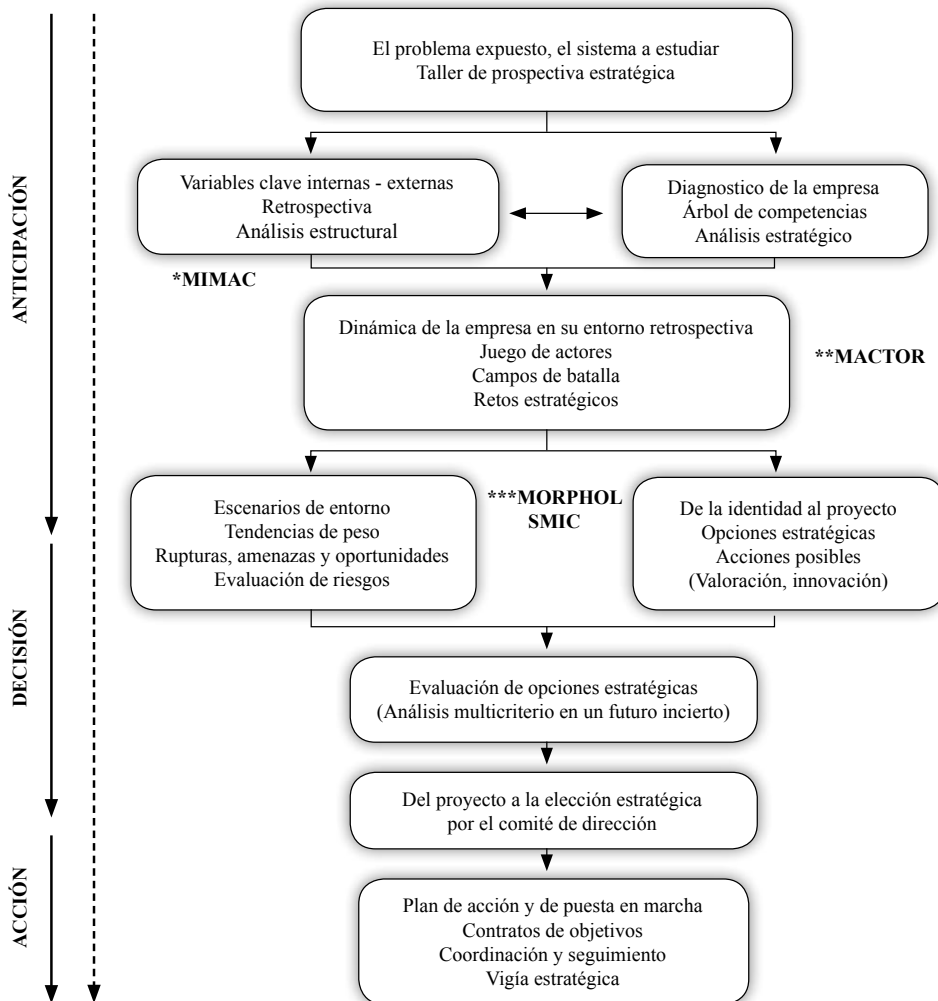 El problema expuesto, el sistema a estudiar
Taller de prospectiva estratégica
ANTICIPACIÓN
Variables clave internas - externas
Retrospectiva
Análisis estructural
Diagnostico de la empresa
Árbol de competencias
Análisis estratégico
*MIMAC
Dinámica de la empresa en su entorno retrospectiva
Juego de actores
Campos de batalla
Retos estratégicos
**MACTOR
Escenarios de entorno
Tendencias de peso
Rupturas, amenazas y oportunidades
Evaluación de riesgos
***MORPHOL
SMIC
De la identidad al proyecto
Opciones estratégicas
Acciones posibles
(Valoración, innovación)
DECISIÓN
Evaluación de opciones estratégicas
(Análisis multicriterio en un futuro incierto)
Del proyecto a la elección estratégica
por el comité de dirección
ACCIÓN
Plan de acción y de puesta en marcha
Contratos de objetivos
Coordinación y seguimiento
Vigía estratégica